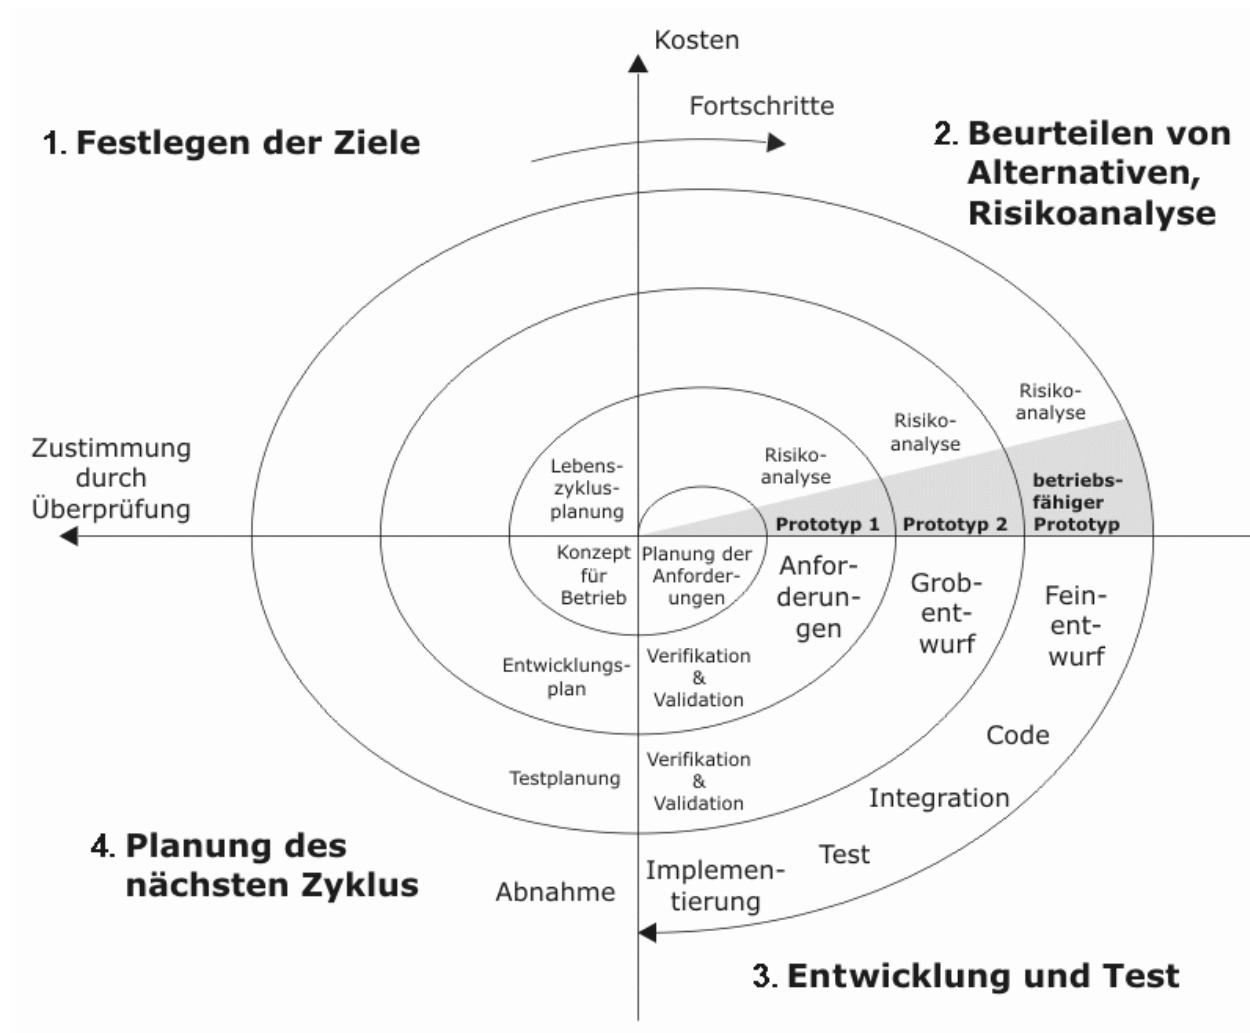 Kosten
Fortschritte
1. Festlegen der Ziele
2. Beurteilen von
Alternativen,
Risikoanalyse
Zustimmung
durch
Überprüfung
Lebens-
zyklus-
planung
Risiko-
analyse
Risiko-
analyse
Risiko-
analyse
Prototyp 1
Prototyp 2
betriebs-
fähiger
Prototyp
Konzept
für
Betrieb
Planung der
Anforder-
ungen
Anfor-
derun-
gen
Grob-
ent-
wurf
Fein-
ent-
wurf
Entwicklungs-
plan
Verifikation
&
Validation
Code
Testplanung
Verifikation
&
Validation
Integration
Test
Implemen-
tierung
Abnahme
4. Planung des
nächsten Zyklus
3. Entwicklung und Test